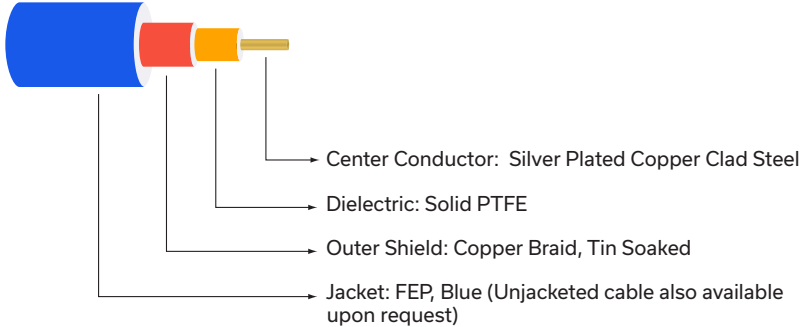 Center Conductor: Silver Plated Copper Clad Steel
Dielectric: Solid PTFE
Outer Shield: Copper Braid, Tin Soaked
Jacket: FEP, Blue (Unjacketed cable also available
upon request)